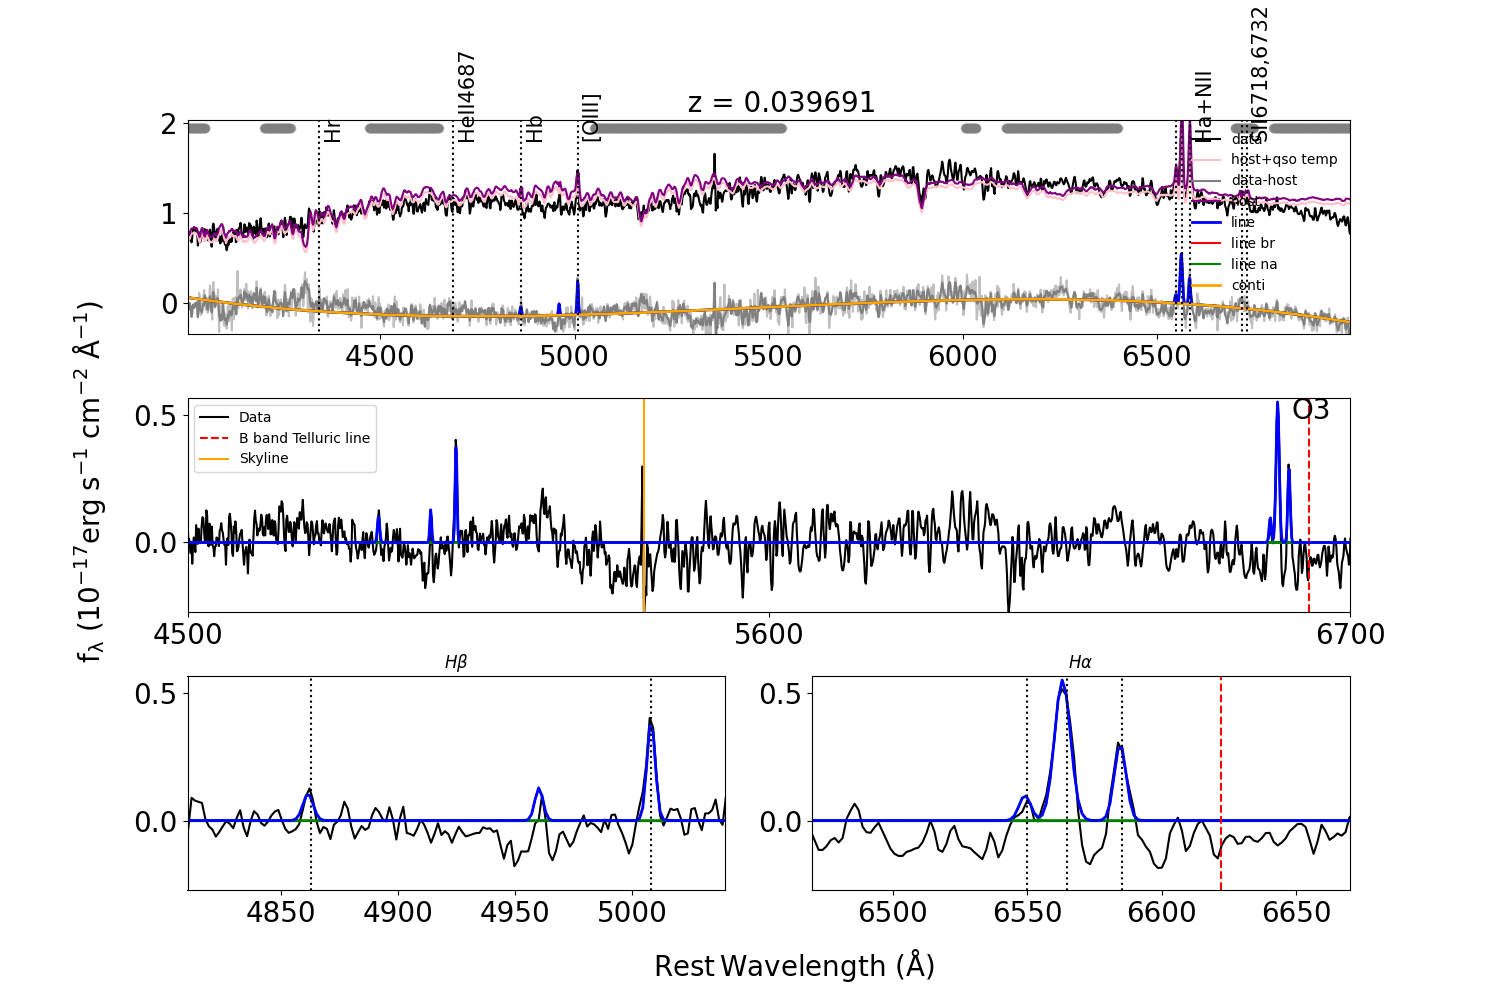 z = 0.039691
Hr
HeII4687
Hb
[OIII]
Ha+NII
SII6718,6732
2
1
0
data
host+qso temp
data-host
host
line
line br
line na
conti
4500 5000 5500 6000 6500
f_λ (10⁻¹⁷erg s⁻¹ cm⁻² Å⁻¹)
0.5
0.0
Data
B band Telluric line
Skyline
O3
4500 5600 6700
Hβ
0.5
0.0
4850 4900 4950 5000
Hα
0.5
0.0
6500 6550 6600 6650
Rest Wavelength (Å)